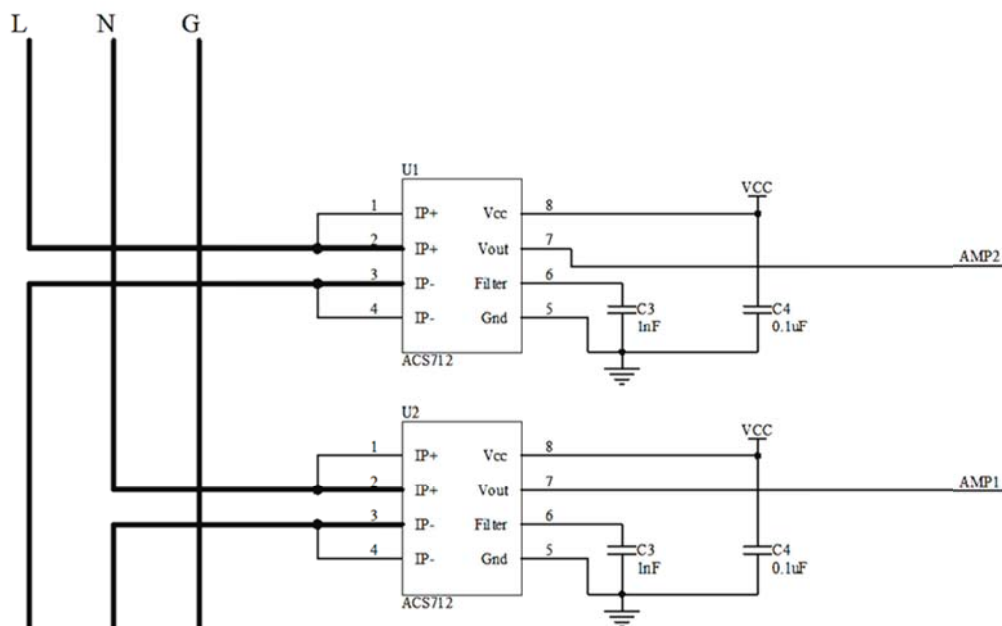 L N G
U1
1 IP+ Vcc 8 VCC
2 IP+ Vout 7 AMP2
3 IP- Filter 6
4 IP- Gnd 5 C3 C4
1nF 0.1uF
ACS712
U2
1 IP+ Vcc 8 VCC
2 IP+ Vout 7 AMP1
3 IP- Filter 6
4 IP- Gnd 5 C3 C4
1nF 0.1uF
ACS712